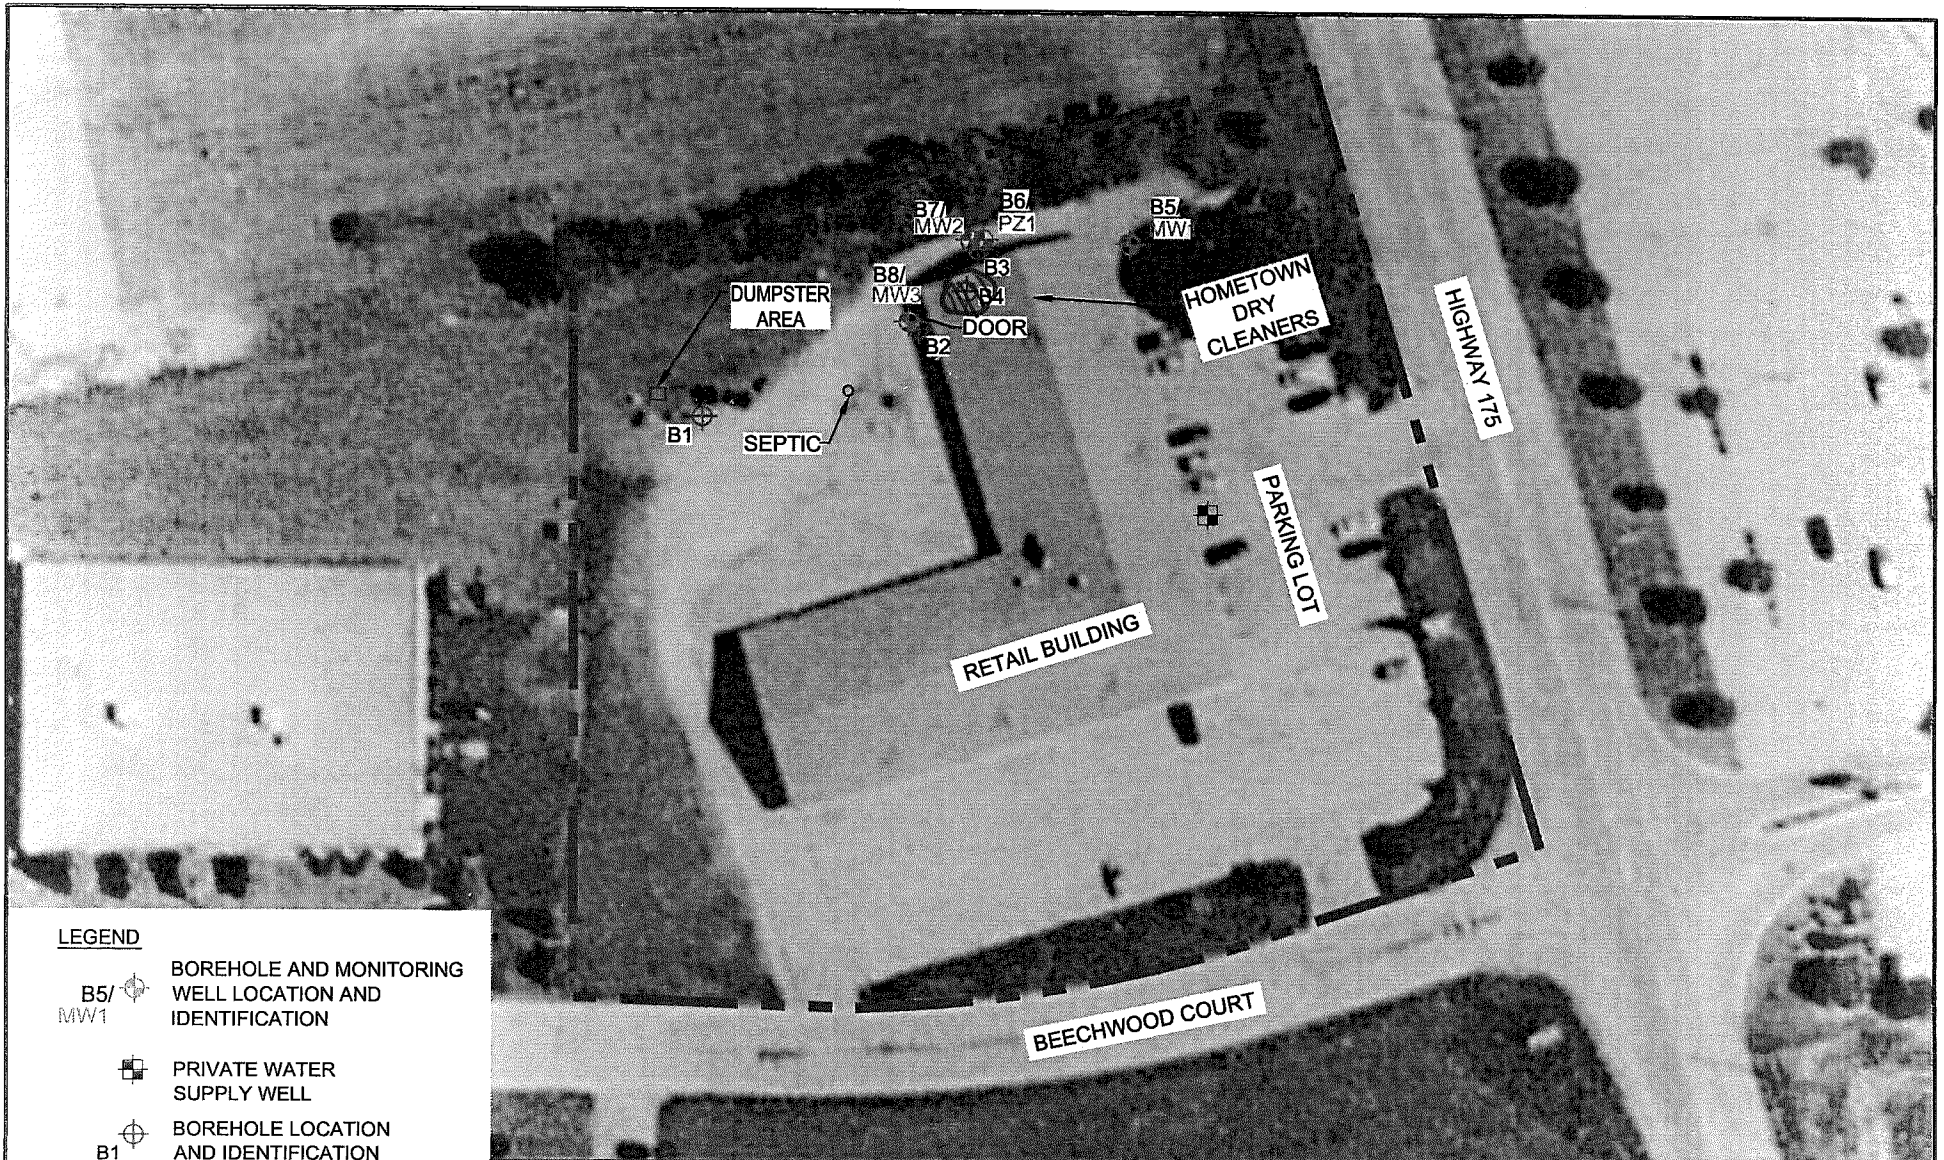 B7/
MW2
B6/
PZ1
B5/
MW1
B3
B8/
MW3
B4
DOOR
B2
DUMPSTER
AREA
HOMETOWN
DRY
CLEANERS
HIGHWAY 175
B1
SEPTIC
PARKING LOT
RETAIL BUILDING
BEECHWOOD COURT
LEGEND
B5/
MW1
BOREHOLE AND MONITORING
WELL LOCATION AND
IDENTIFICATION
PRIVATE WATER
SUPPLY WELL
B1
BOREHOLE LOCATION
AND IDENTIFICATION